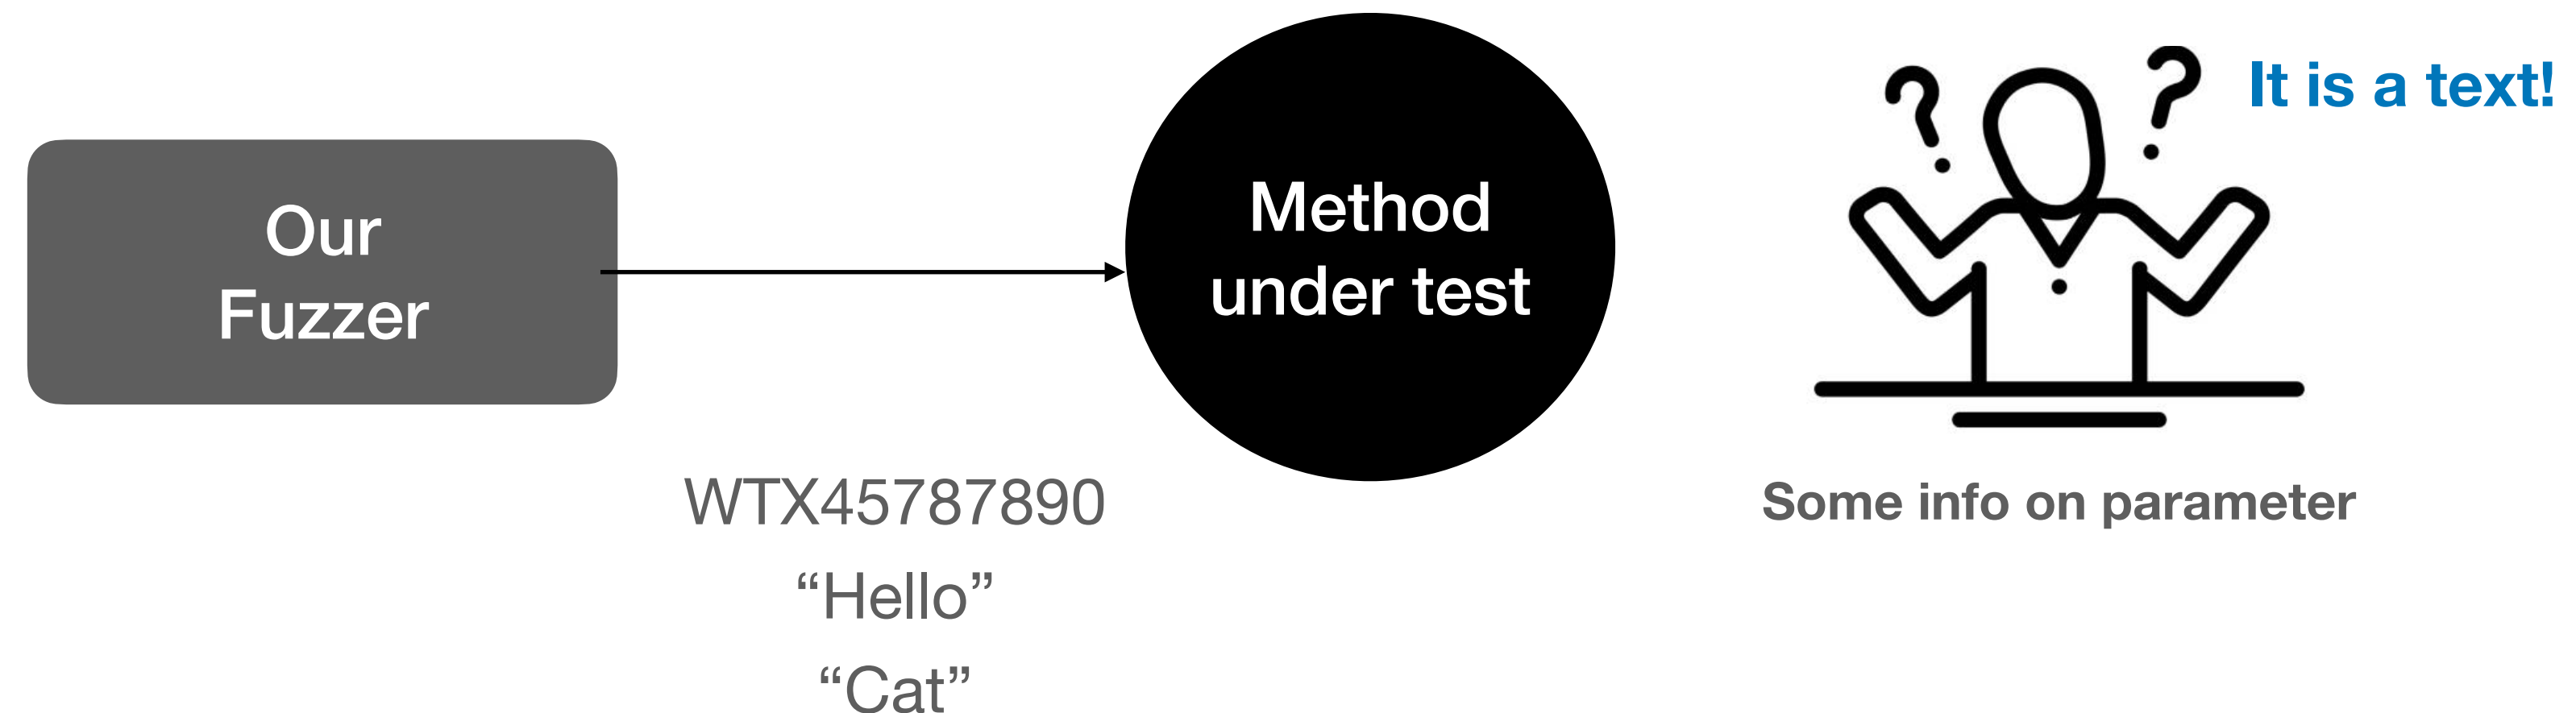 Our
Fuzzer
Method
under test
It is a text!
WTX45787890
“Hello”
“Cat”
Some info on parameter